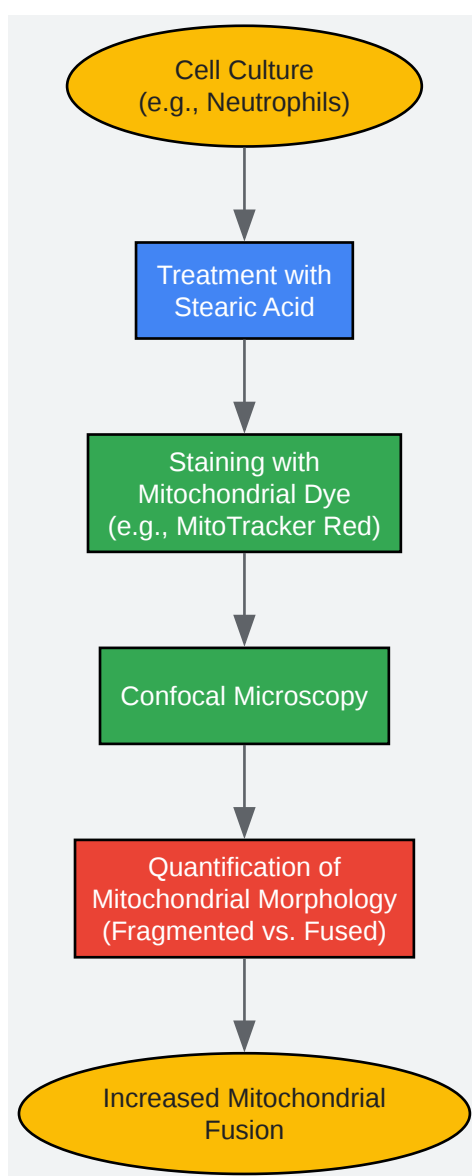 Cell Culture
(e.g., Neutrophils)
Treatment with
Stearic Acid
Staining with
Mitochondrial Dye
(e.g., MitoTracker Red)
Confocal Microscopy
Quantification of
Mitochondrial Morphology
(Fragmented vs. Fused)
Increased Mitochondrial
Fusion